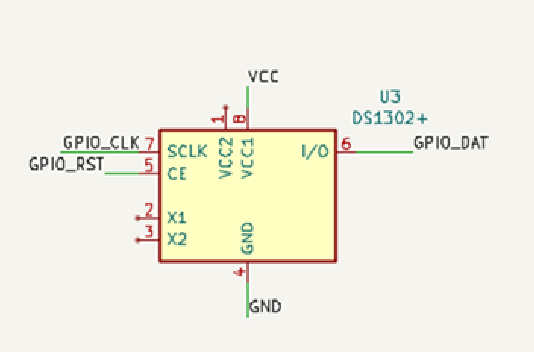 VCC
U3
DS1302+
1
8
GPIO_CLK
7
SCLK
VCC2
VCC1
I/O
6
GPIO_DAT
GPIO_RST
5
CE
2
X1
3
X2
GND
4
GND